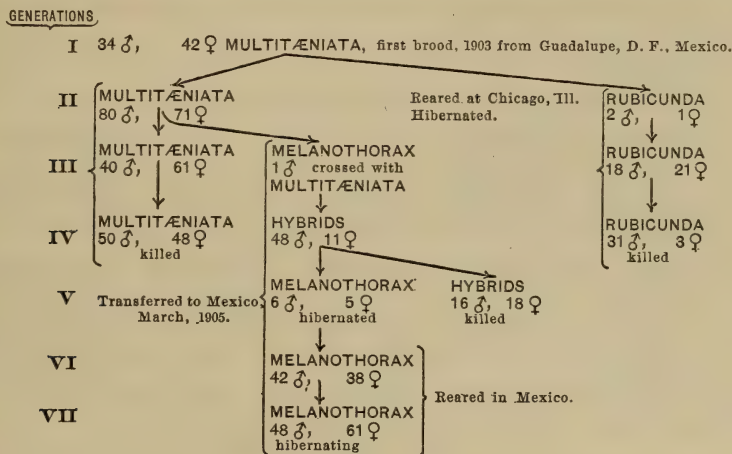 GENERATIONS
I 34 ♂, 42 ♀ MULTITÆNIATA, first brood, 1903 from Guadalupe, D. F., Mexico.
II MULTITÆNIATA Reared at Chicago, Ill. RUBICUNDA
80 ♂, 71 ♀ Hibernated. 2 ♂, 1 ♀
III MULTITÆNIATA MELANOTHORAX RUBICUNDA
40 ♂, 61 ♀ 1 ♂ crossed with 18 ♂, 21 ♀
MULTITÆNIATA
IV MULTITÆNIATA HYBRIDS RUBICUNDA
50 ♂, 48 ♀ 48 ♂, 11 ♀ 31 ♂, 3 ♀
killed killed
V MELANOTHORAX HYBRIDS
Transferred to Mexico 6 ♂, 5 ♀ 16 ♂, 18 ♀
March, 1905. hibernated killed
VI MELANOTHORAX
42 ♂, 38 ♀ Reared in Mexico.
VII MELANOTHORAX
48 ♂, 61 ♀
hibernating